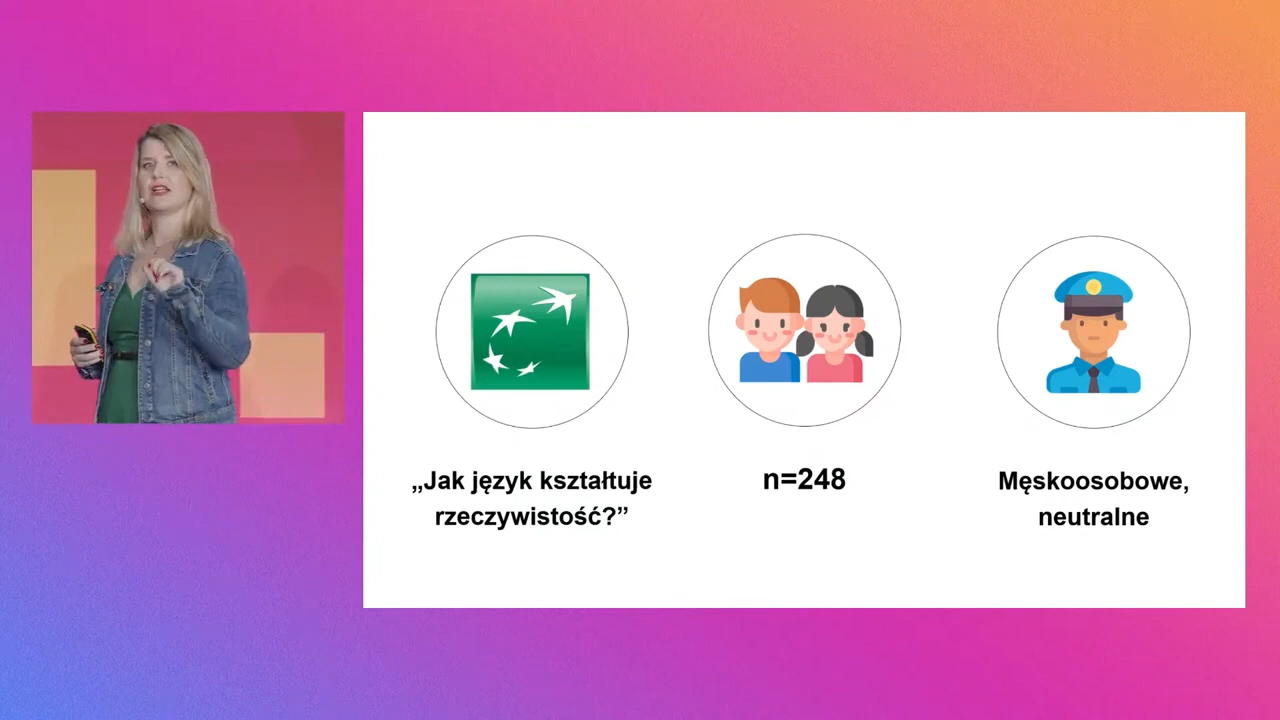 „Jak język kształtuje
rzeczywistość?”
n=248
Męskoosobowe,
neutralne